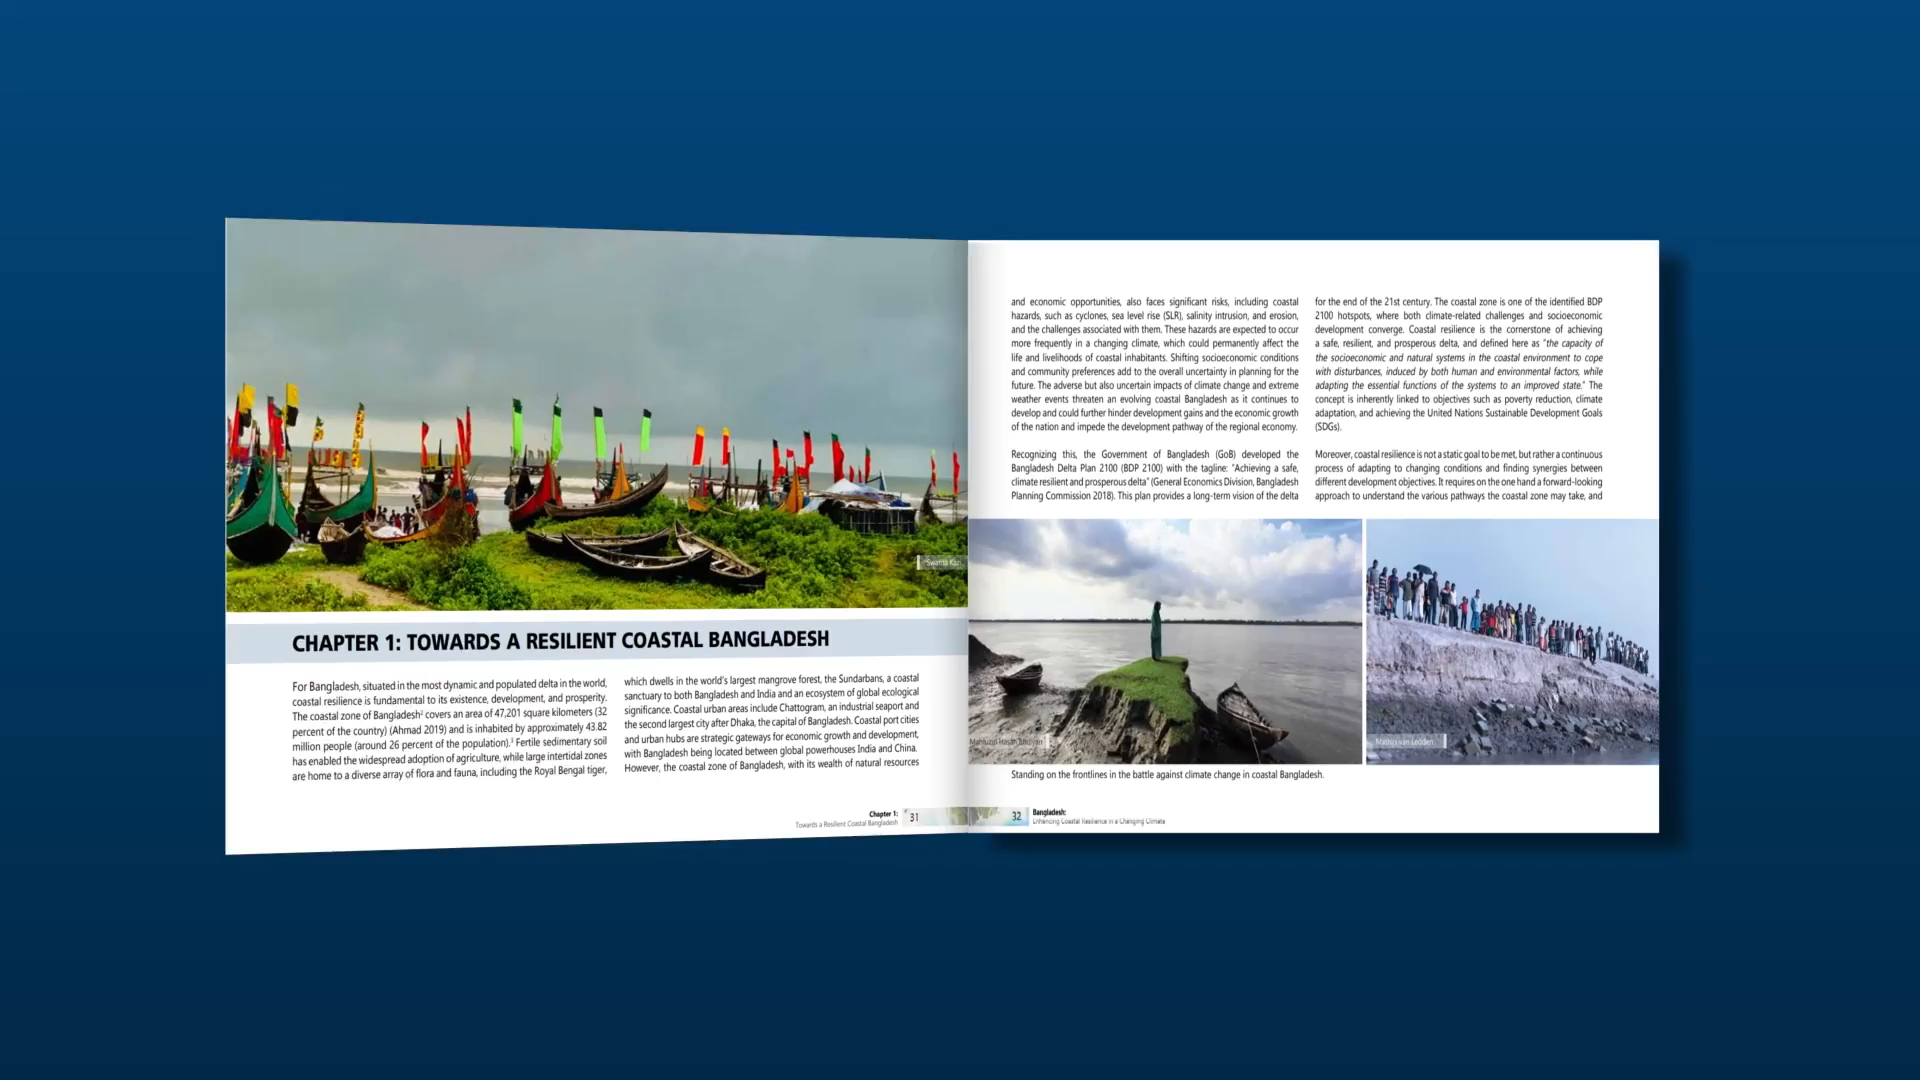 Swarna Kazi
CHAPTER 1: TOWARDS A RESILIENT COASTAL BANGLADESH
For Bangladesh, situated in the most dynamic and populated delta in the world,
coastal resilience is fundamental to its existence, development, and prosperity.
The coastal zone of Bangladesh² covers an area of 47,201 square kilometers (32
percent of the country) (Ahmad 2019) and is inhabited by approximately 43.82
million people (around 26 percent of the population).³ Fertile sedimentary soil
has enabled the widespread adoption of agriculture, while large intertidal zones
are home to a diverse array of flora and fauna, including the Royal Bengal tiger,
which dwells in the world's largest mangrove forest, the Sundarbans, a coastal
sanctuary to both Bangladesh and India and an ecosystem of global ecological
significance. Coastal urban areas include Chattogram, an industrial seaport and
the second largest city after Dhaka, the capital of Bangladesh. Coastal port cities
and urban hubs are strategic gateways for economic growth and development,
with Bangladesh being located between global powerhouses India and China.
However, the coastal zone of Bangladesh, with its wealth of natural resources
Chapter 1:
Towards a Resilient Coastal Bangladesh
31
and economic opportunities, also faces significant risks, including coastal
hazards, such as cyclones, sea level rise (SLR), salinity intrusion, and erosion,
and the challenges associated with them. These hazards are expected to occur
more frequently in a changing climate, which could permanently affect the
life and livelihoods of coastal inhabitants. Shifting socioeconomic conditions
and community preferences add to the overall uncertainty in planning for the
future. The adverse but also uncertain impacts of climate change and extreme
weather events threaten an evolving coastal Bangladesh as it continues to
develop and could further hinder development gains and the economic growth
of the nation and impede the development pathway of the regional economy.
Recognizing this, the Government of Bangladesh (GoB) developed the
Bangladesh Delta Plan 2100 (BDP 2100) with the tagline: "Achieving a safe,
climate resilient and prosperous delta" (General Economics Division, Bangladesh
Planning Commission 2018). This plan provides a long-term vision of the delta
for the end of the 21st century. The coastal zone is one of the identified BDP
2100 hotspots, where both climate-related challenges and socioeconomic
development converge. Coastal resilience is the cornerstone of achieving
a safe, resilient, and prosperous delta, and defined here as "the capacity of
the socioeconomic and natural systems in the coastal environment to cope
with disturbances, induced by both human and environmental factors, while
adapting the essential functions of the systems to an improved state." The
concept is inherently linked to objectives such as poverty reduction, climate
adaptation, and achieving the United Nations Sustainable Development Goals
(SDGs).
Moreover, coastal resilience is not a static goal to be met, but rather a continuous
process of adapting to changing conditions and finding synergies between
different development objectives. It requires on the one hand a forward-looking
approach to understand the various pathways the coastal zone may take, and
Mathijs van Ledden
Standing on the frontlines in the battle against climate change in coastal Bangladesh.
32
Bangladesh:
Enhancing Coastal Resilience in a Changing Climate